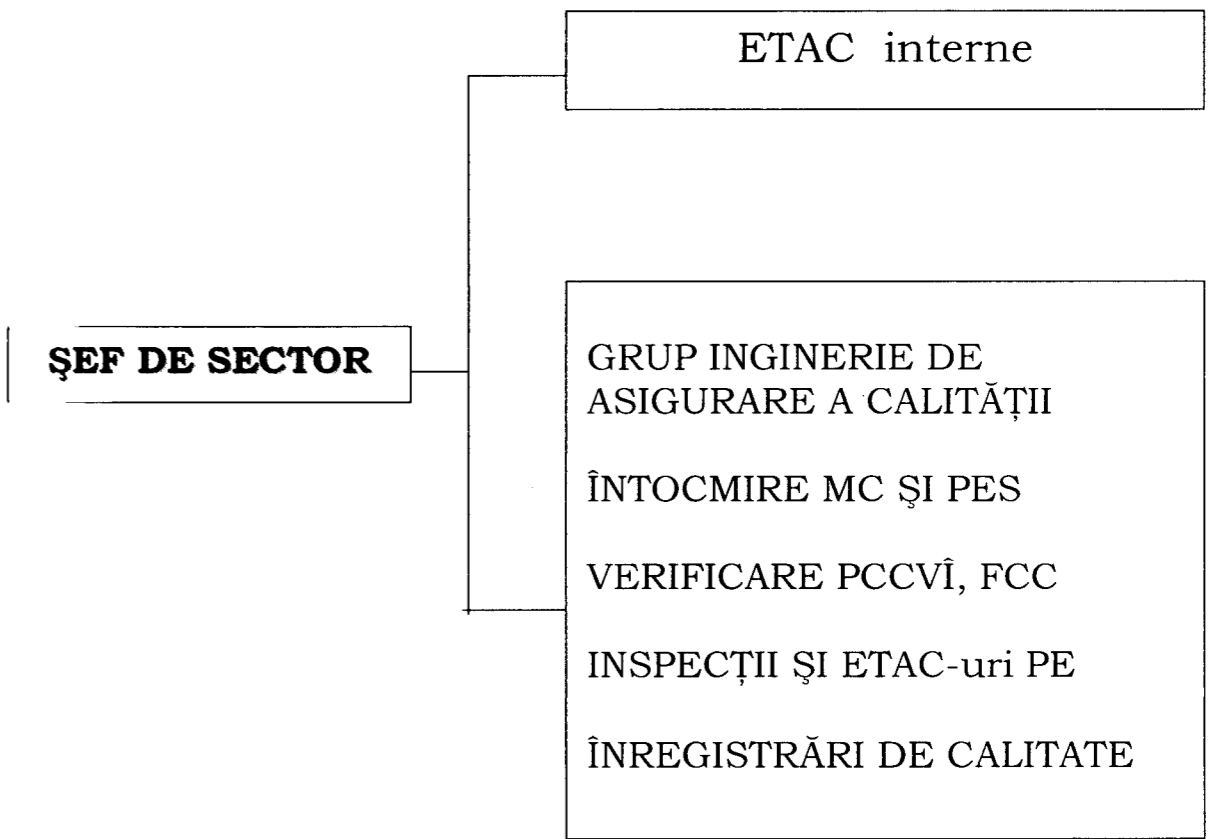 ETAC interne
ŞEF DE SECTOR
GRUP INGINERIE DE
ASIGURARE A CALITĂŢII
ÎNTOCMIRE MC ŞI PES
VERIFICARE PCCVÎ, FCC
INSPECŢII ŞI ETAC-uri PE
ÎNREGISTRĂRI DE CALITATE